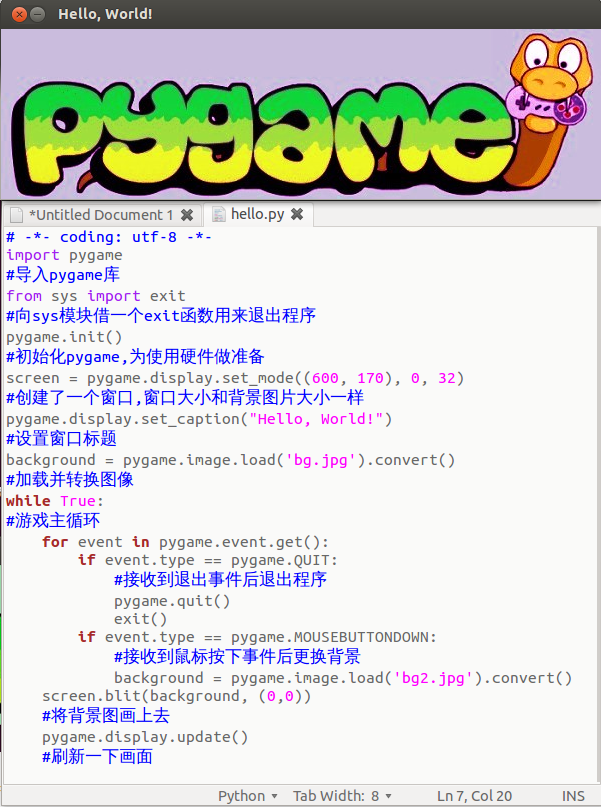 Hello, World!
pygame
*Untitled Document 1
hello.py
# -*- coding: utf-8 -*-
import pygame
#导入pygame库
from sys import exit
#向sys模块借一个exit函数用来退出程序
pygame.init()
#初始化pygame,为使用硬件做准备
screen = pygame.display.set_mode((600, 170), 0, 32)
#创建了一个窗口,窗口大小和背景图片大小一样
pygame.display.set_caption("Hello, World!")
#设置窗口标题
background = pygame.image.load('bg.jpg').convert()
#加载并转换图像
while True:
#游戏主循环
    for event in pygame.event.get():
        if event.type == pygame.QUIT:
            #接收到退出事件后退出程序
            pygame.quit()
            exit()
        if event.type == pygame.MOUSEBUTTONDOWN:
            #接收到鼠标按下事件后更换背景
            background = pygame.image.load('bg2.jpg').convert()
    screen.blit(background, (0,0))
    #将背景图画上去
    pygame.display.update()
    #刷新一下画面
Python Tab Width: 8 Ln 7, Col 20 INS